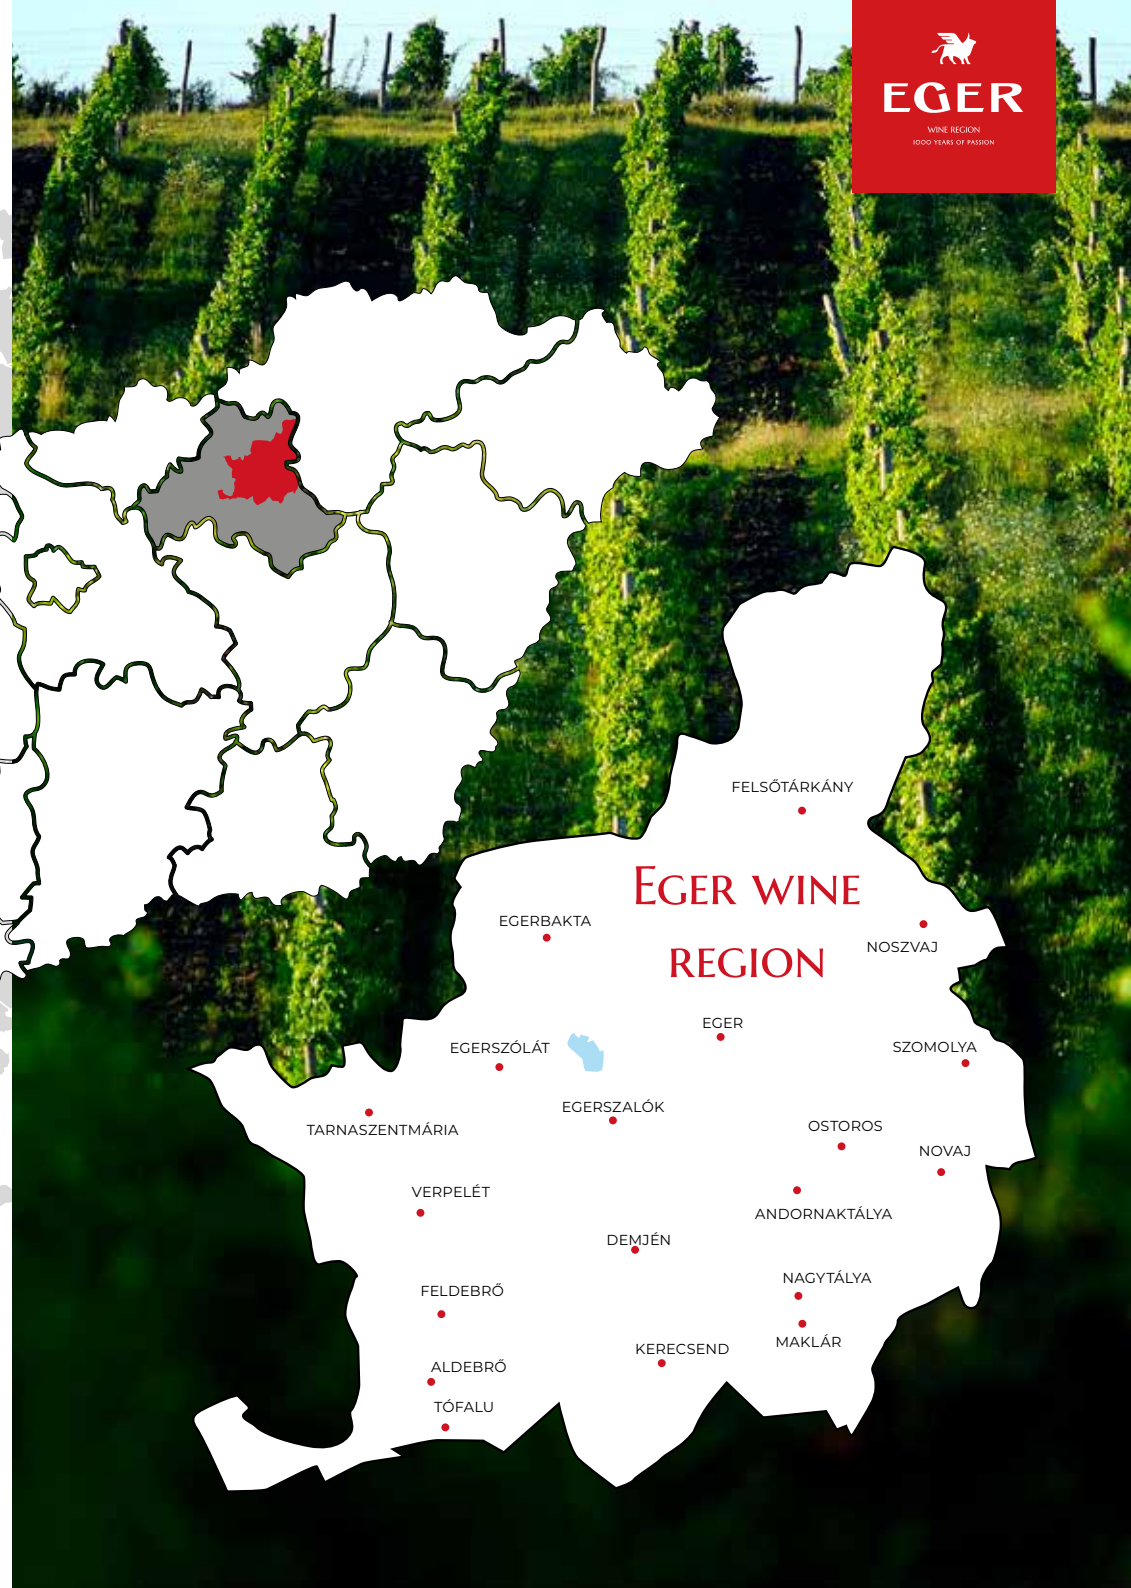 EGER
WINE REGION
1000 YEARS OF PASSION
FELSŐTÁRKÁNY
EGER WINE
REGION
EGERBAKTA
NOSZVAJ
EGER
EGERSZÓLÁT
SZOMOLYA
EGERSZALÓK
TARNASZENTMÁRIA
OSTOROS
NOVAJ
VERPELÉT
ANDORNAKTÁLYA
DEMJÉN
NAGYTÁLYA
FELDEBRŐ
MAKLÁR
KERECSEND
ALDEBRŐ
TÓFALU